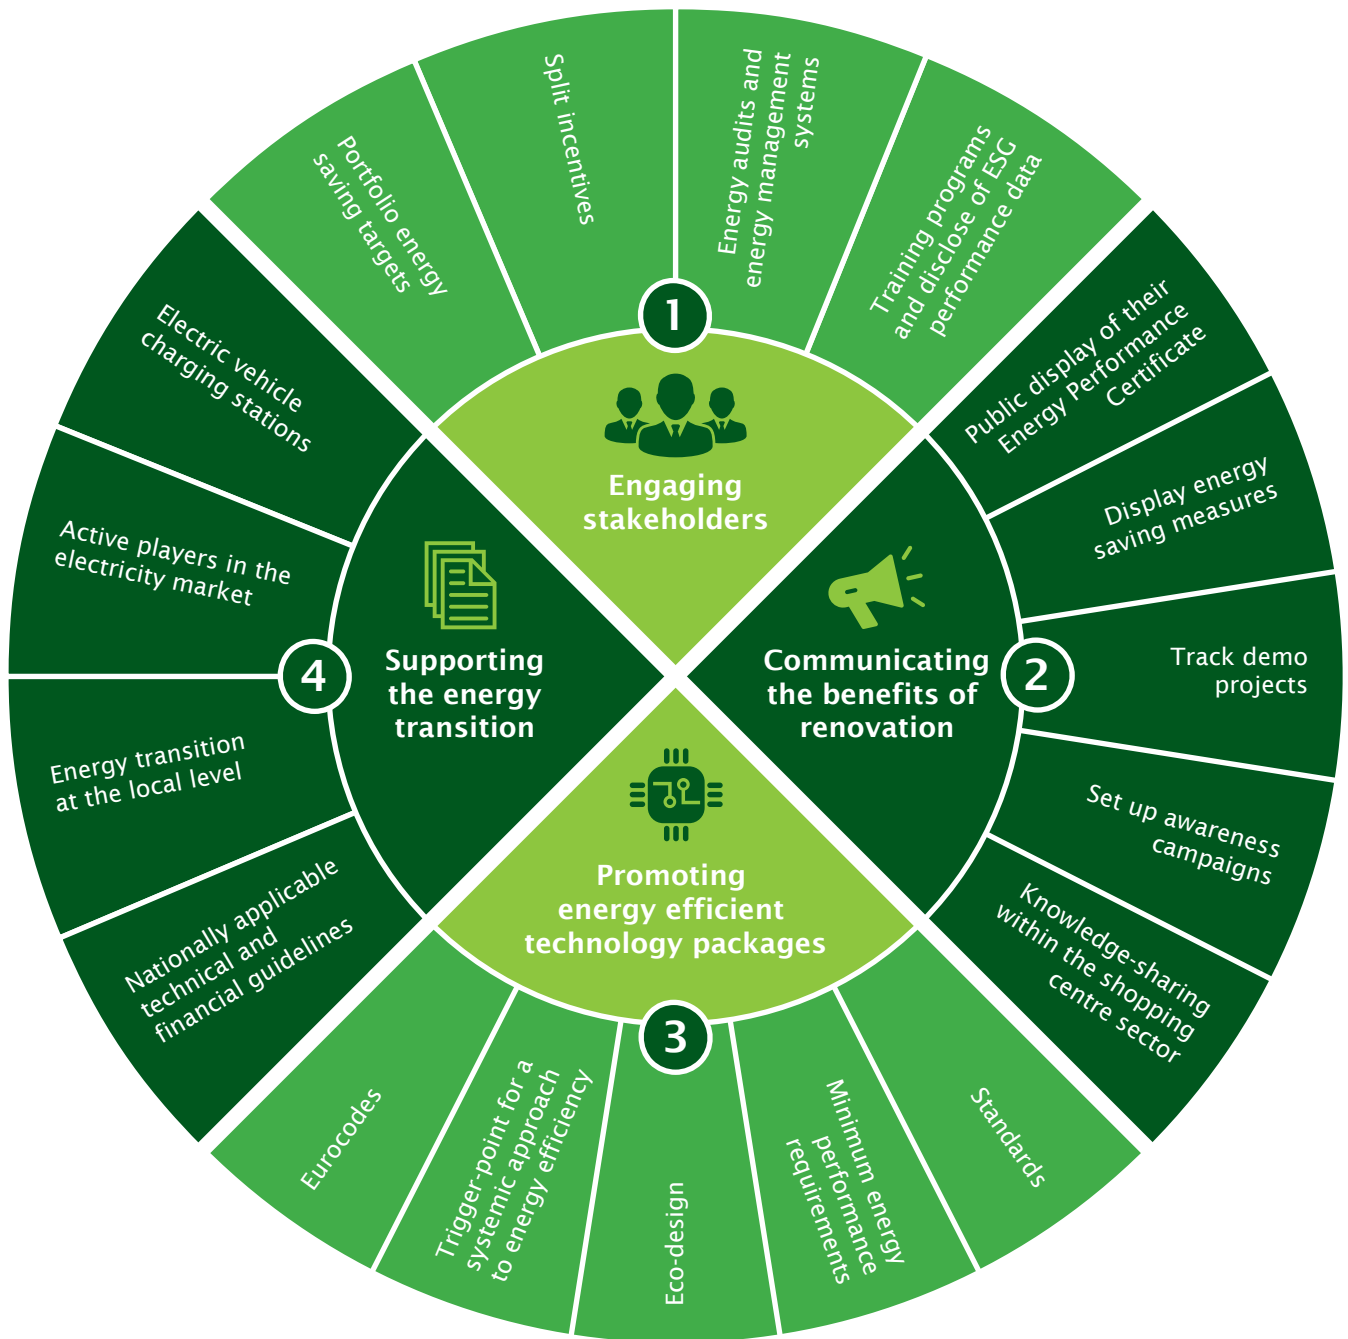 Portfolio energy
saving targets
Split incentives
Energy audits and
energy management
systems
Training programs
and disclose of ESG
performance data
1
Engaging
stakeholders
Public display of their
Energy Performance
Certificate
Display energy
saving measures
Track demo
projects
Set up awareness
campaigns
Knowledge-sharing
within the shopping
centre sector
2
Communicating
the benefits of
renovation
Standards
Minimum energy
performance
requirements
Eco-design
Trigger-point for a
systemic approach
to energy efficiency
Eurocodes
3
Promoting
energy efficient
technology packages
Nationally applicable
technical and
financial guidelines
Energy transition
at the local level
Active players in the
electricity market
Electric vehicle
charging stations
4
Supporting
the energy
transition